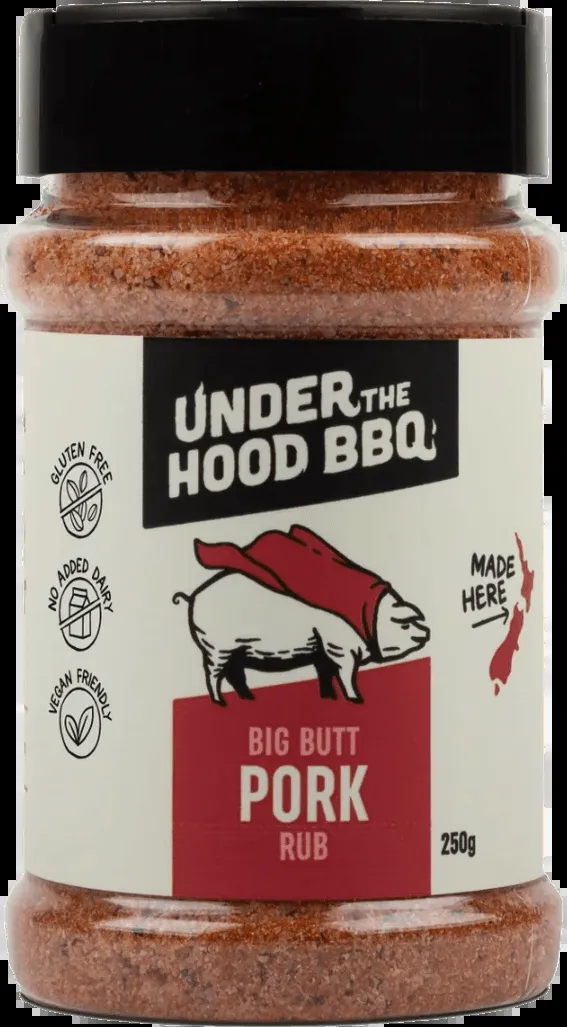 UNDER THE
HOOD BBQ
GLUTEN FREE
NO ADDED DAIRY
VEGAN FRIENDLY
MADE
HERE
BIG BUTT
PORK
RUB
250g